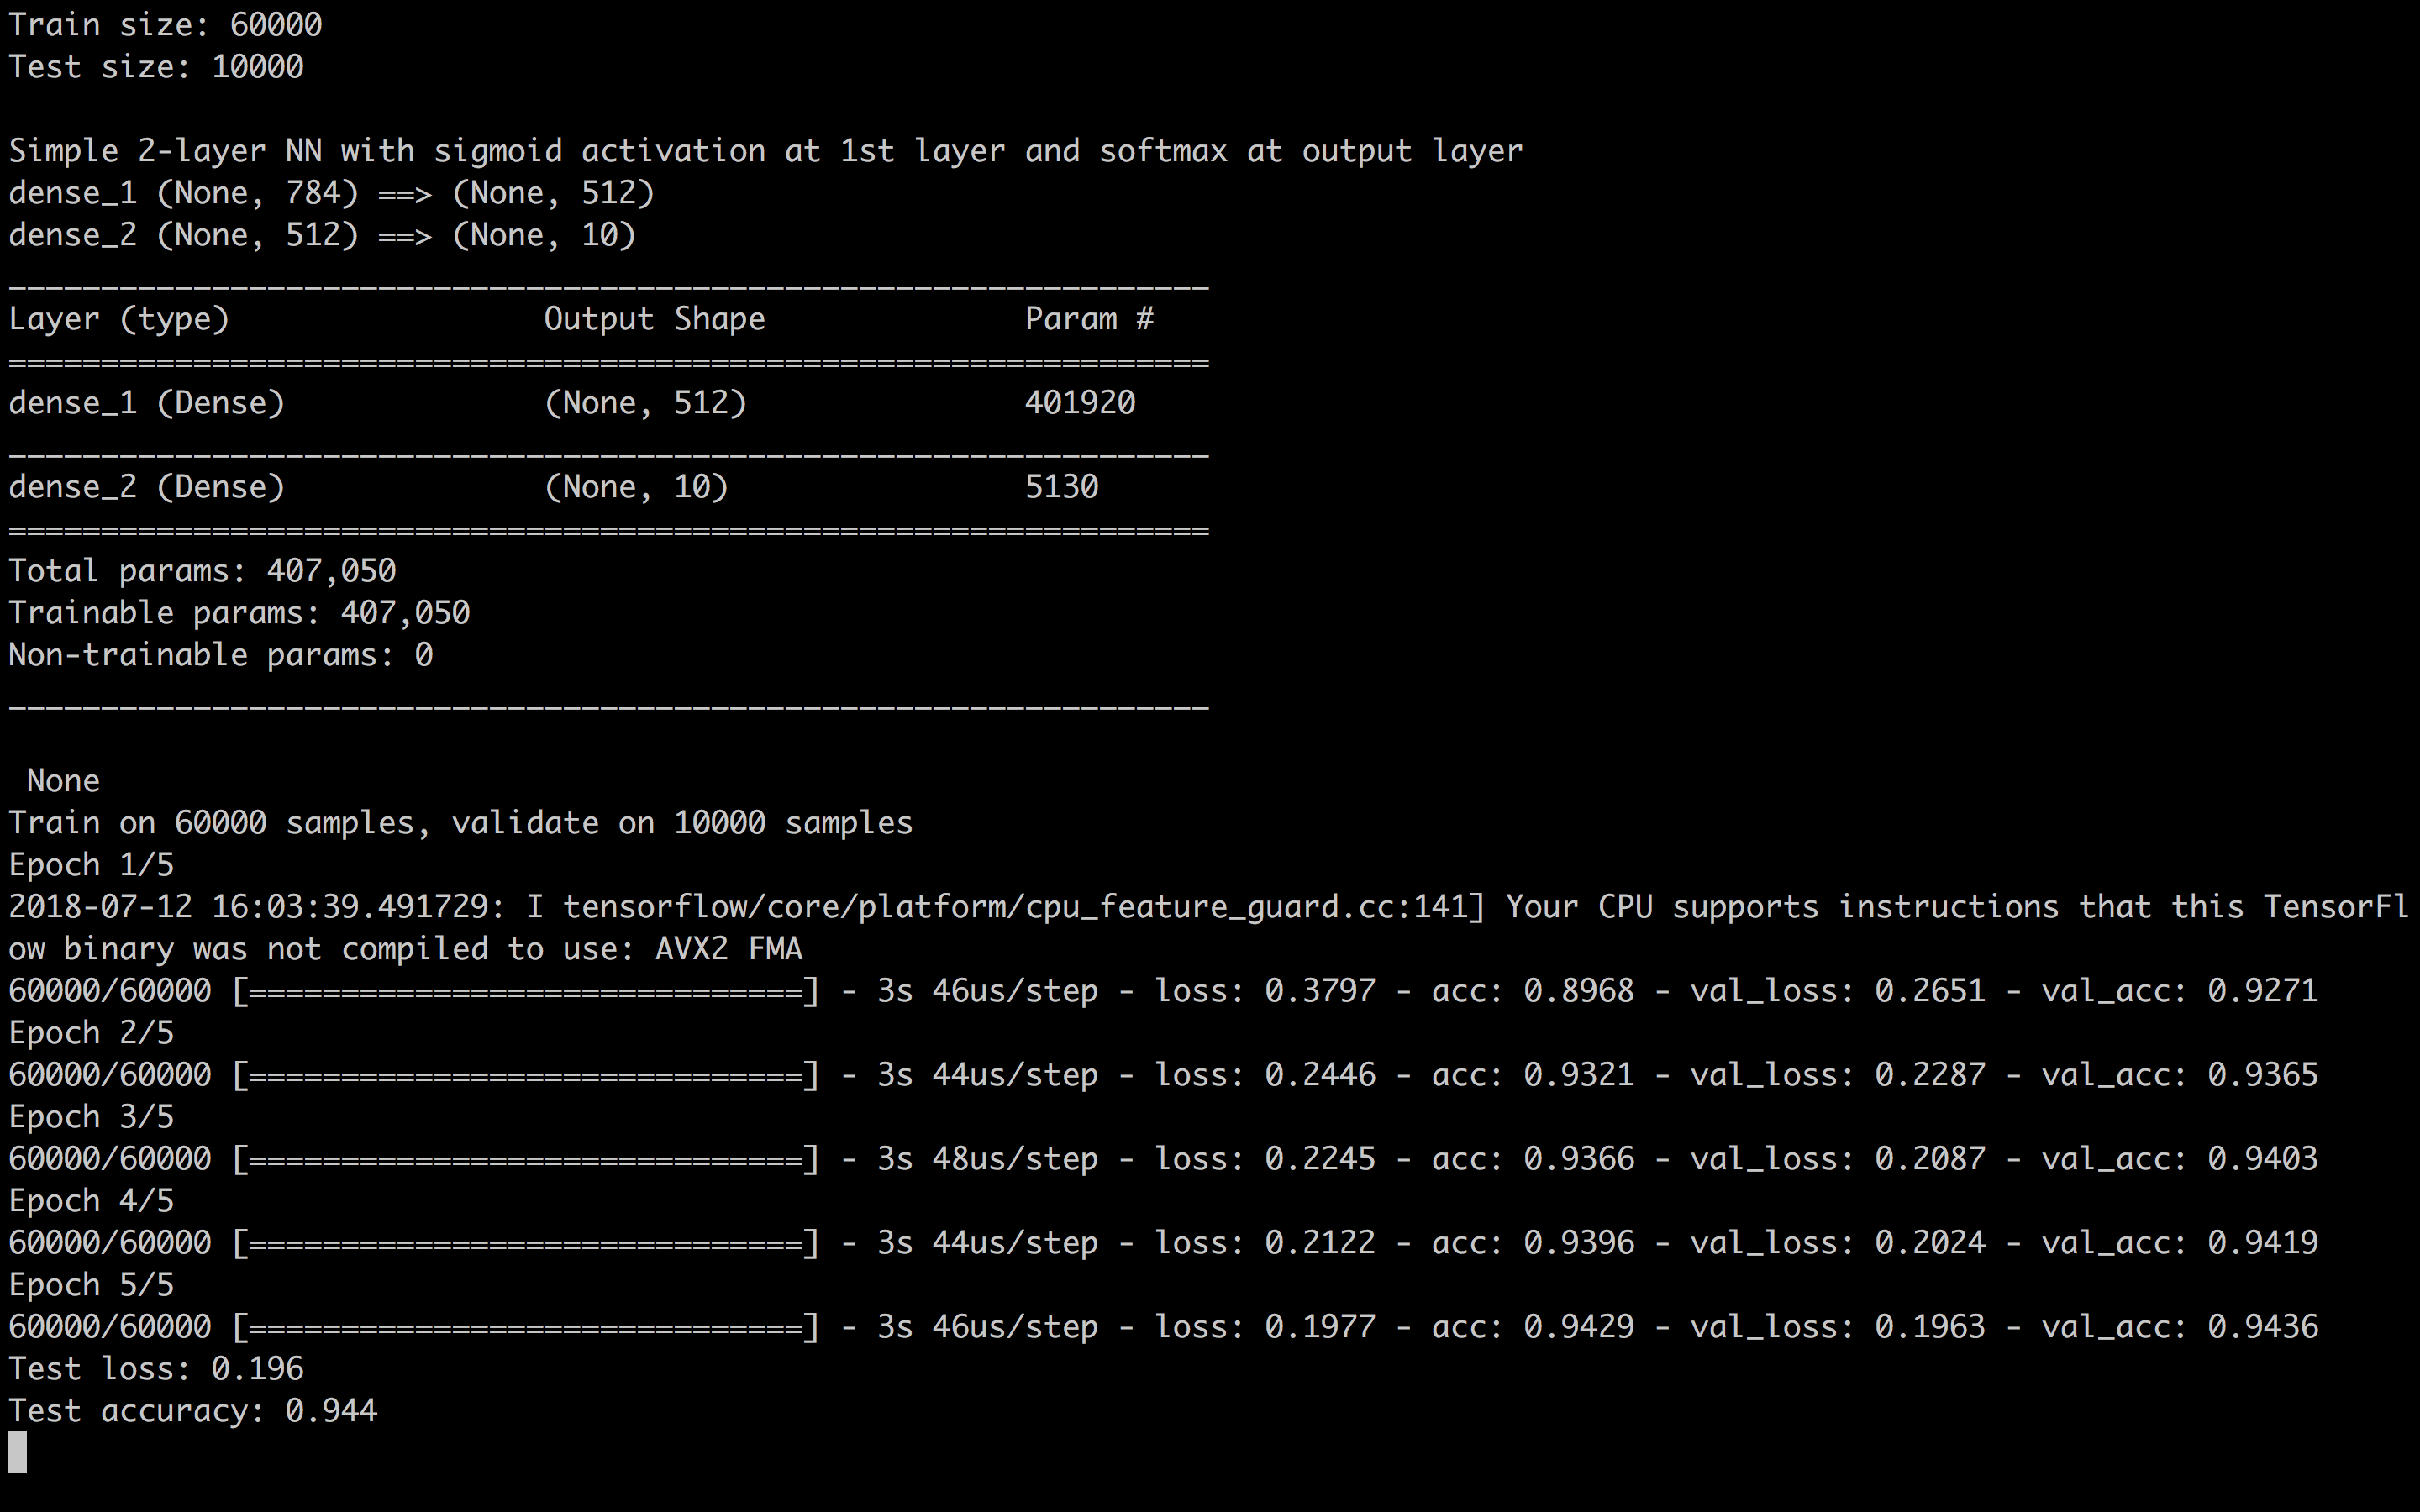 Train size: 60000
Test size: 10000
Simple 2-layer NN with sigmoid activation at 1st layer and softmax at output layer
dense_1 (None, 784) ==> (None, 512)
dense_2 (None, 512) ==> (None, 10)
_________________________________________________________________
Layer (type)                 Output Shape              Param #
=================================================================
dense_1 (Dense)              (None, 512)               401920
_________________________________________________________________
dense_2 (Dense)              (None, 10)                5130
=================================================================
Total params: 407,050
Trainable params: 407,050
Non-trainable params: 0
_________________________________________________________________
None
Train on 60000 samples, validate on 10000 samples
Epoch 1/5
2018-07-12 16:03:39.491729: I tensorflow/core/platform/cpu_feature_guard.cc:141] Your CPU supports instructions that this TensorFl
ow binary was not compiled to use: AVX2 FMA
60000/60000 [==============================] - 3s 46us/step - loss: 0.3797 - acc: 0.8968 - val_loss: 0.2651 - val_acc: 0.9271
Epoch 2/5
60000/60000 [==============================] - 3s 44us/step - loss: 0.2446 - acc: 0.9321 - val_loss: 0.2287 - val_acc: 0.9365
Epoch 3/5
60000/60000 [==============================] - 3s 48us/step - loss: 0.2245 - acc: 0.9366 - val_loss: 0.2087 - val_acc: 0.9403
Epoch 4/5
60000/60000 [==============================] - 3s 44us/step - loss: 0.2122 - acc: 0.9396 - val_loss: 0.2024 - val_acc: 0.9419
Epoch 5/5
60000/60000 [==============================] - 3s 46us/step - loss: 0.1977 - acc: 0.9429 - val_loss: 0.1963 - val_acc: 0.9436
Test loss: 0.196
Test accuracy: 0.944